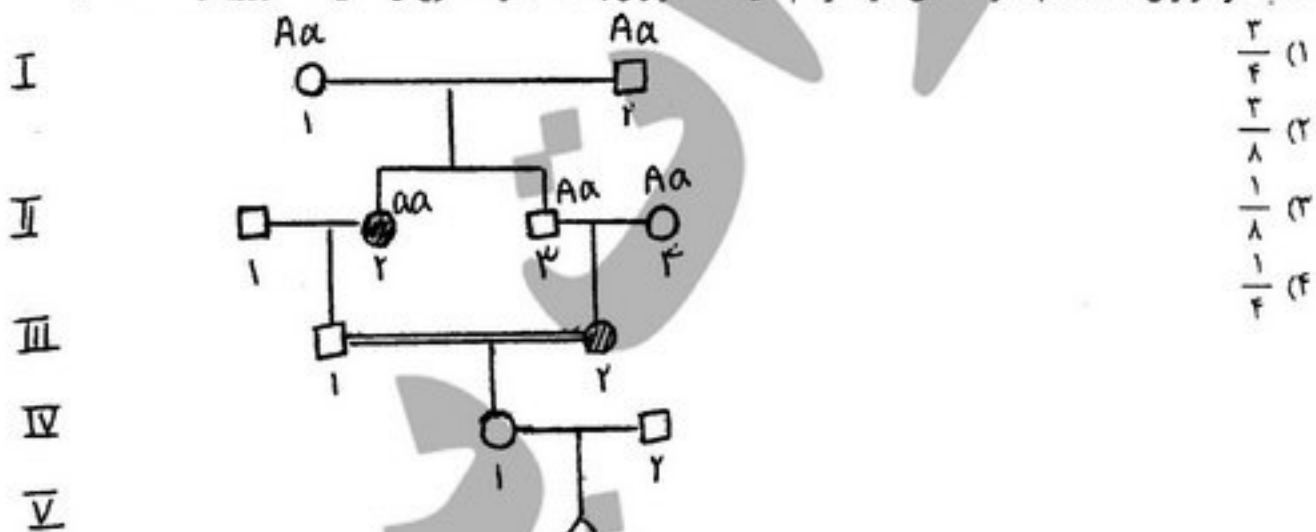 Aa Aa
I
۱ ۲
۳/۴ (۱
۳/۸ (۲
۱/۸ (۳
۱/۴ (۴
aa Aa Aa
II
۱ ۲ ۳ ۴
III
۱ ۲
IV
۱ ۲
V